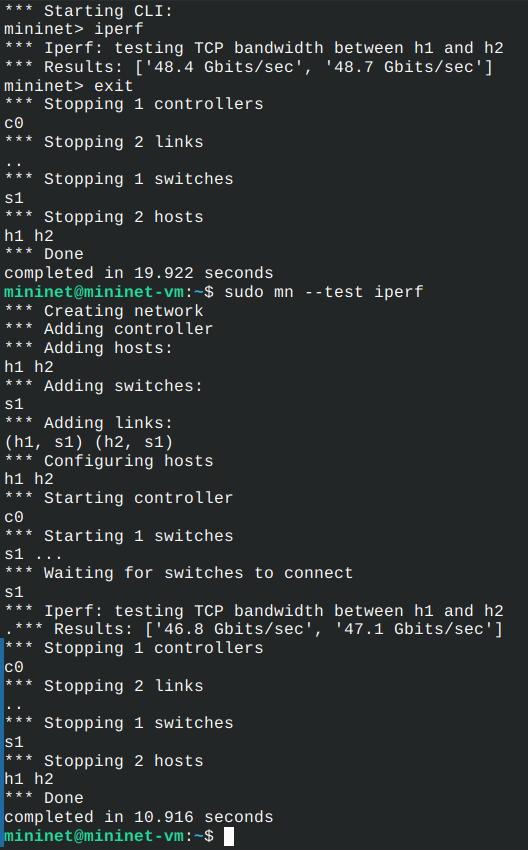 *** Starting CLI:
mininet> iperf
*** Iperf: testing TCP bandwidth between h1 and h2
*** Results: ['48.4 Gbits/sec', '48.7 Gbits/sec']
mininet> exit
*** Stopping 1 controllers
c0
*** Stopping 2 links
..
*** Stopping 1 switches
s1
*** Stopping 2 hosts
h1 h2
*** Done
completed in 19.922 seconds
mininet@mininet-vm:~$ sudo mn --test iperf
*** Creating network
*** Adding controller
*** Adding hosts:
h1 h2
*** Adding switches:
s1
*** Adding links:
(h1, s1) (h2, s1)
*** Configuring hosts
h1 h2
*** Starting controller
c0
*** Starting 1 switches
s1 ...
*** Waiting for switches to connect
s1
*** Iperf: testing TCP bandwidth between h1 and h2
.*** Results: ['46.8 Gbits/sec', '47.1 Gbits/sec']
*** Stopping 1 controllers
c0
*** Stopping 2 links
..
*** Stopping 1 switches
s1
*** Stopping 2 hosts
h1 h2
*** Done
completed in 10.916 seconds
mininet@mininet-vm:~$